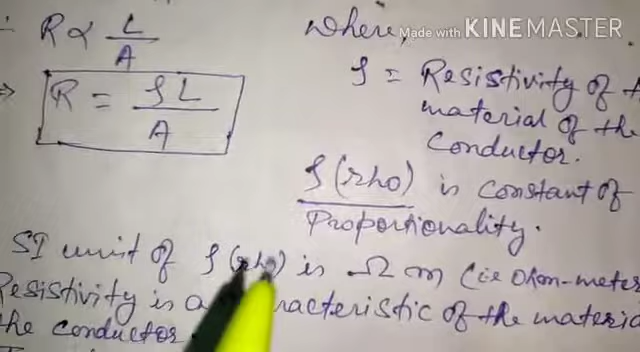 ∴ R ∝ L/A
⇒ R = ρL/A
where,
Made with KINEMASTER
ρ = Resistivity of
material of the
Conductor.
ρ (rho) is constant of
Proportionality.
SI unit of ρ (rho) is Ω m (ie Ohm-meter
Resistivity is a racteristic of the materia
the conductor